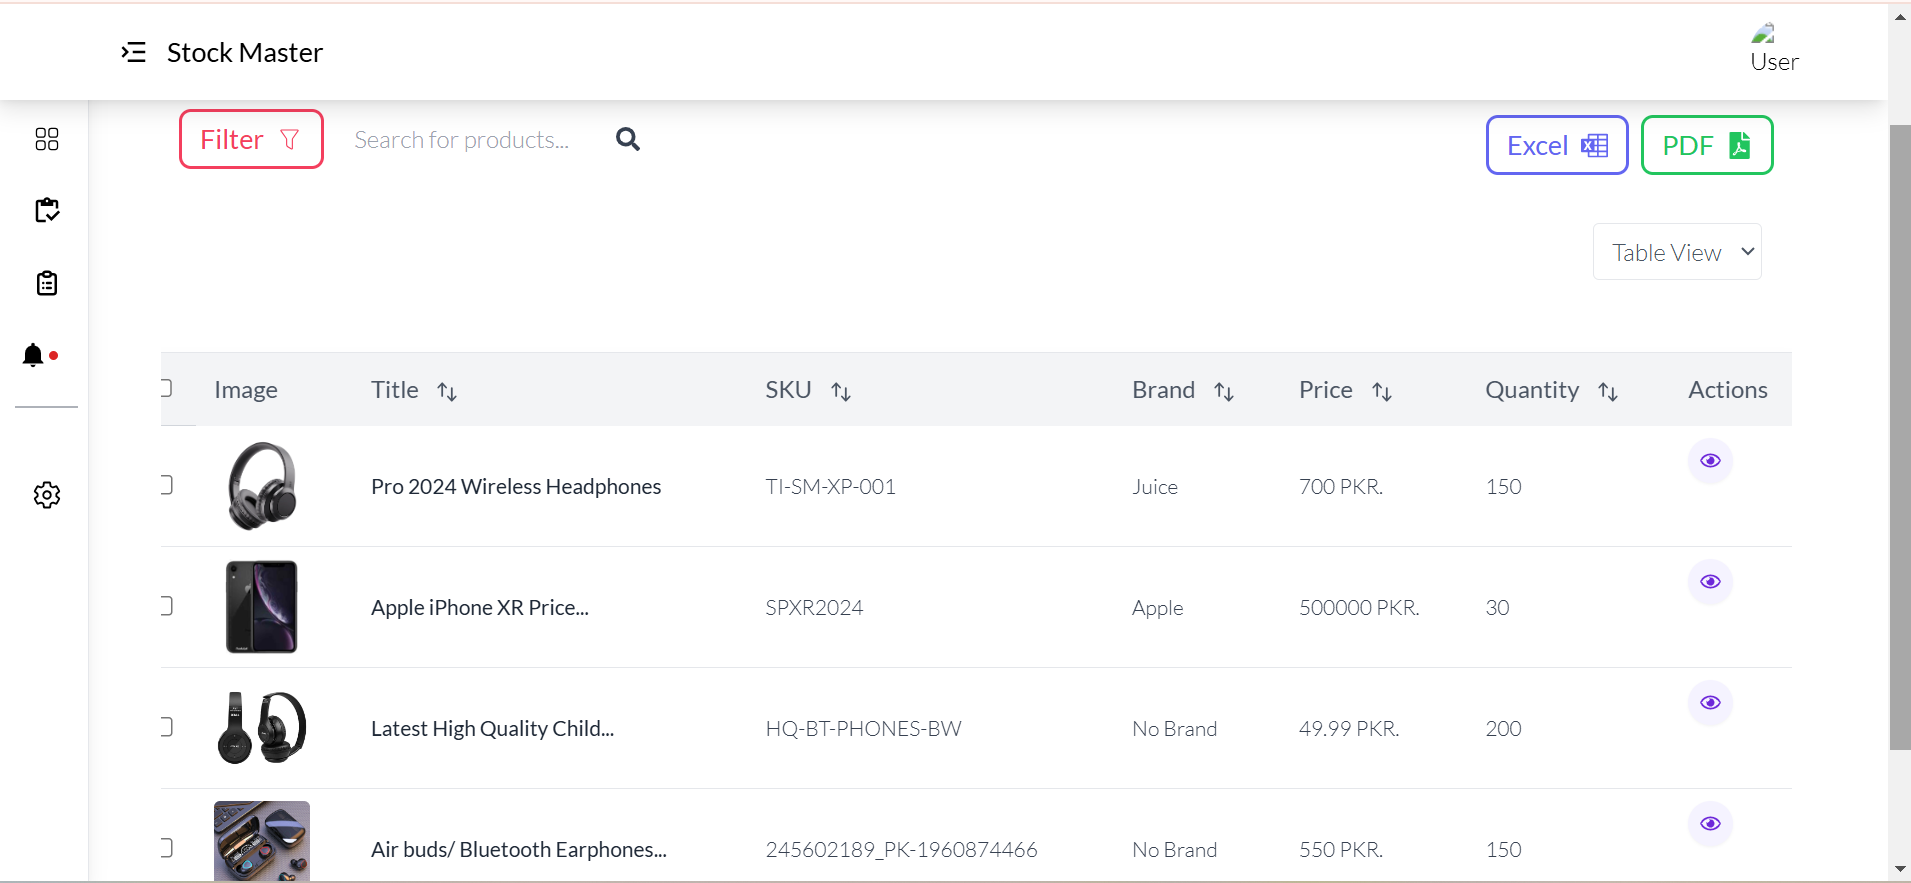 Stock Master
User
Filter
Search for products...
Excel
PDF
Table View
Image Title SKU Brand Price Quantity Actions
Pro 2024 Wireless Headphones TI-SM-XP-001 Juice 700 PKR. 150
Apple iPhone XR Price... SPXR2024 Apple 500000 PKR. 30
Latest High Quality Child... HQ-BT-PHONES-BW No Brand 49.99 PKR. 200
Air buds/ Bluetooth Earphones... 245602189_PK-1960874466 No Brand 550 PKR. 150